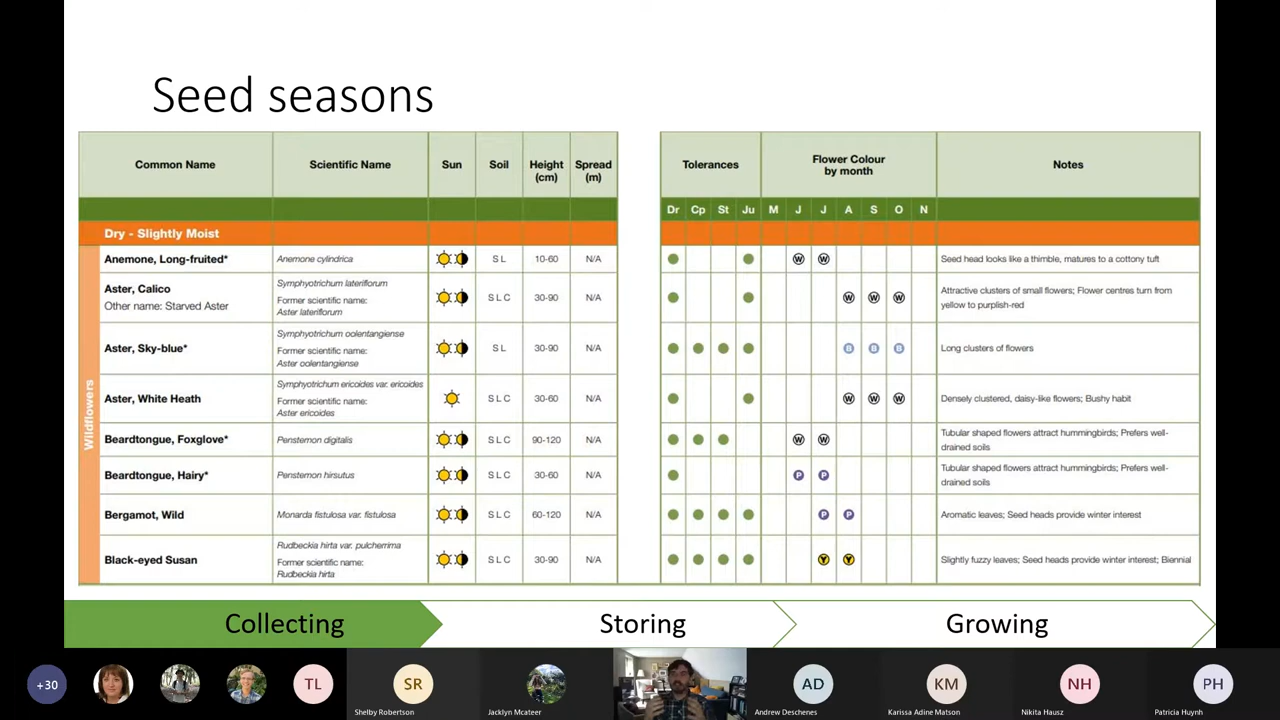 Seed seasons
Common Name Scientific Name Sun Soil Height (cm) Spread (m) Tolerances Flower Colour by month Notes
Dr Cp St Ju M J J A S O N
Dry - Slightly Moist
Wildflowers
Anemone, Long-fruited* Anemone cylindrica S L 10-60 N/A W W Seed head looks like a thimble, matures to a cottony tuft
Aster, Calico
Other name: Starved Aster
Symphyotrichum lateriflorum
Former scientific name:
Aster lateriflorum
S L C 30-90 N/A W W W
Attractive clusters of small flowers; Flower centres turn from
yellow to purplish-red
Aster, Sky-blue*
Symphyotrichum oolentangiense
Former scientific name:
Aster oolentangiense
S L 30-90 N/A B B B Long clusters of flowers
Aster, White Heath
Symphyotrichum ericoides var. ericoides
Former scientific name:
Aster ericoides
S L C 30-60 N/A W W W Densely clustered, daisy-like flowers; Bushy habit
Beardtongue, Foxglove* Penstemon digitalis S L C 90-120 N/A W W
Tubular shaped flowers attract hummingbirds; Prefers well-
drained soils
Beardtongue, Hairy* Penstemon hirsutus S L C 30-60 N/A P P
Tubular shaped flowers attract hummingbirds; Prefers well-
drained soils
Bergamot, Wild Monarda fistulosa var. fistulosa S L C 60-120 N/A P P Aromatic leaves; Seed heads provide winter interest
Black-eyed Susan
Rudbeckia hirta var. pulcherrima
Former scientific name:
Rudbeckia hirta
S L C 30-90 N/A Y Y Slightly fuzzy leaves; Seed heads provide winter interest; Biennial
Collecting Storing Growing
+30 TL SR AD KM NH PH
Shelby Robertson Jacklyn Mcateer Andrew Deschenes Karissa Adine Matson Nikita Hausz Patricia Huynh